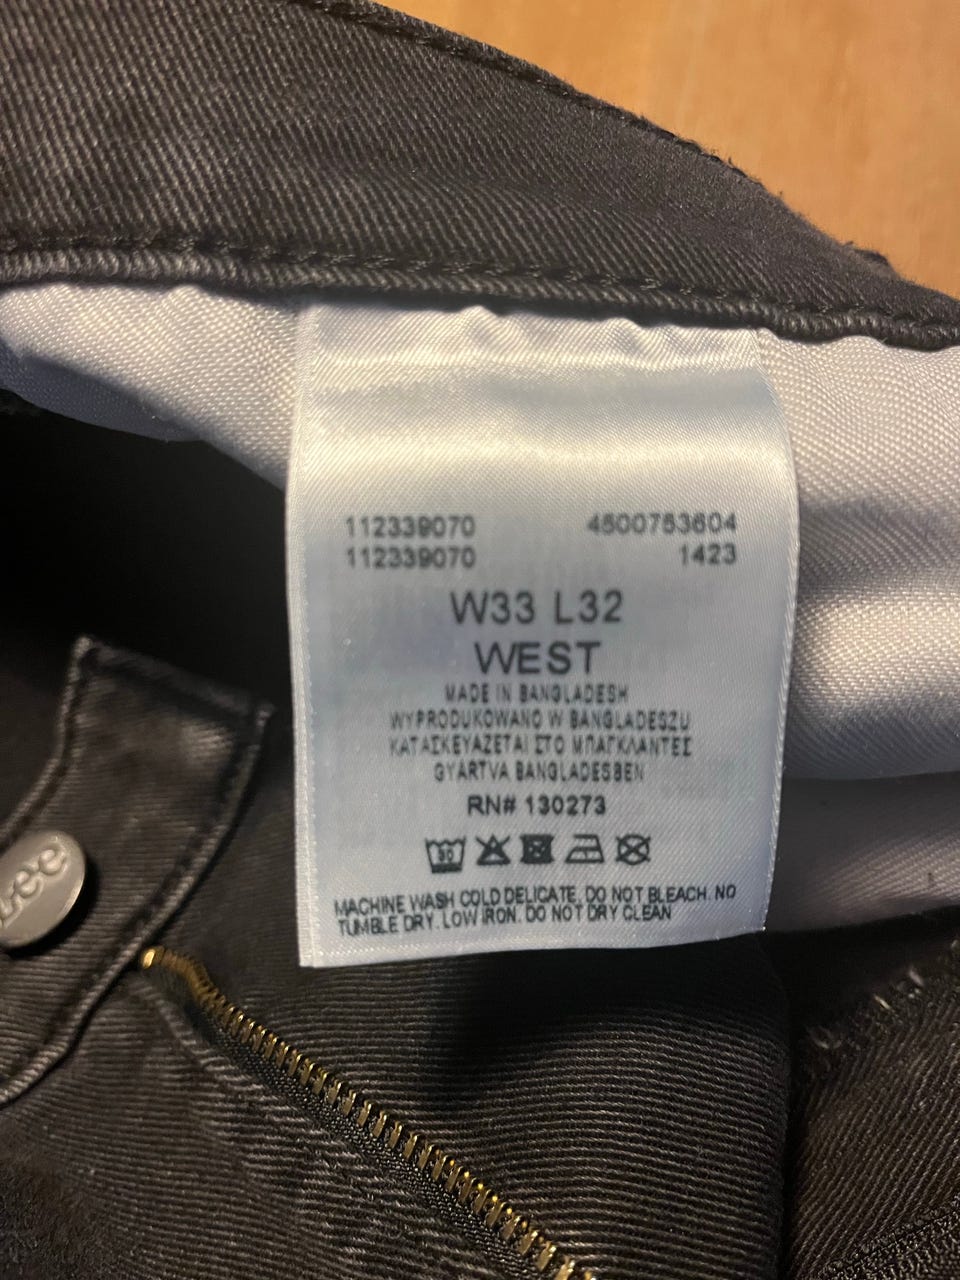 112339070 4500753604
112339070 1423
W33 L32
WEST
MADE IN BANGLADESH
WYPRODUKOWANO W BANGLADESZU
ΚΑΤΑΣΚΕΥΑΖΕΤΑΙ ΣΤΟ ΜΠΑΓΚΛΑΝΤΕΣ
GYÁRTVA BANGLADESBEN
RN# 130273
30
MACHINE WASH COLD DELICATE. DO NOT BLEACH. NO
TUMBLE DRY. LOW IRON. DO NOT DRY CLEAN
Lee